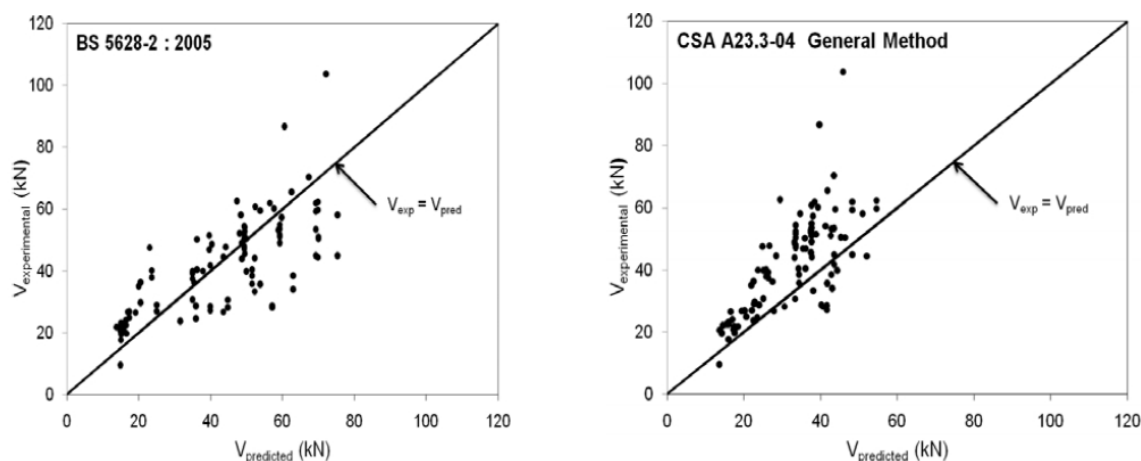 BS 5628-2 : 2005
120
100
80
60
40
20
0
V_experimental (kN)
V_exp = V_pred
0 20 40 60 80 100 120
V_predicted (kN)
CSA A23.3-04 General Method
120
100
80
60
40
20
0
V_experimental (kN)
V_exp = V_pred
0 20 40 60 80 100 120
V_predicted (kN)